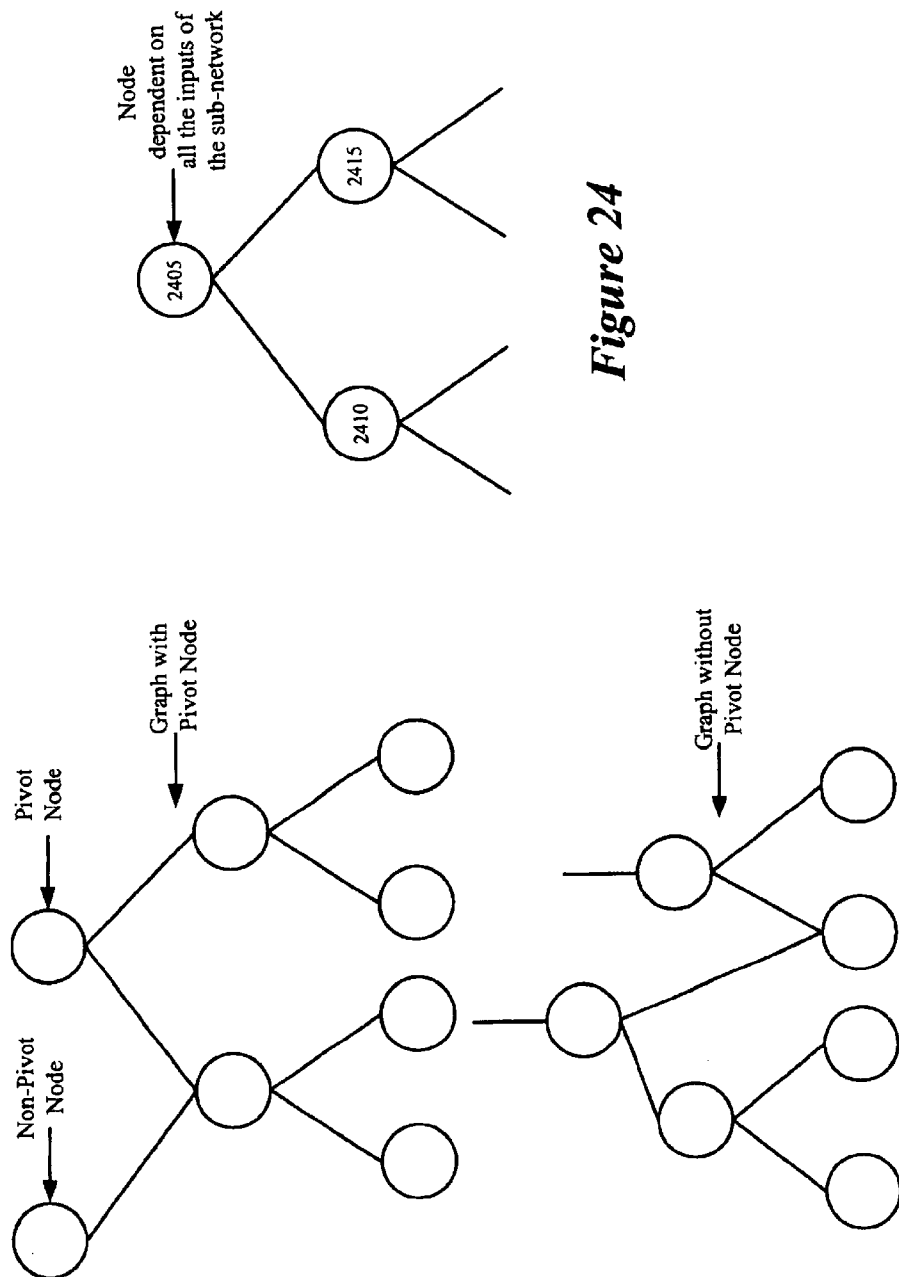 Non-Pivot
Node
Pivot
Node
Graph with
Pivot Node
Graph without
Pivot Node
Node
dependent on
all the inputs of
the sub-network
2405
2410
2415
Figure 24